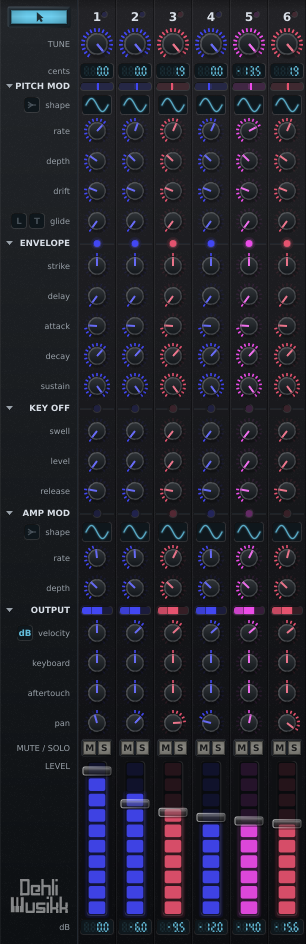 1 2 3 4 5 6
TUNE
cents 0.0 0.0 1.9 0.0 -13.5 1.9
PITCH MOD
shape
rate
depth
drift
L T glide
ENVELOPE
strike
delay
attack
decay
sustain
KEY OFF
swell
level
release
AMP MOD
shape
rate
depth
OUTPUT
dB velocity
keyboard
aftertouch
pan
MUTE / SOLO M S M S M S M S M S M S
LEVEL
Dehli
Musikk
dB 0.0 -6.0 -9.5 -12.0 -14.0 -15.6